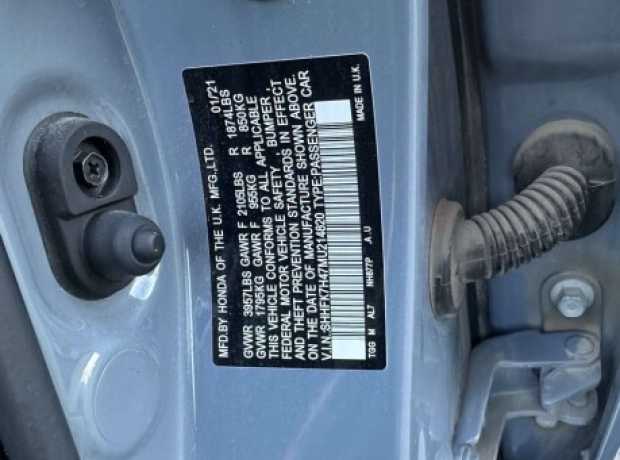 MFD.BY HONDA OF THE U.K. MFG.,LTD. 01/21
GVWR 3957LBS GAWR F 2105LBS R 1874LBS
GVWR 1795KG GAWR F 955KG R 850KG
THIS VEHICLE CONFORMS TO ALL APPLICABLE
FEDERAL MOTOR VEHICLE SAFETY, BUMPER,
AND THEFT PREVENTION STANDARDS IN EFFECT
ON THE DATE OF MANUFACTURE SHOWN ABOVE.
V.I.N.:SHHFK7H47MU214820 TYPE:PASSENGER CAR
TGG M AL7 NH877P A.U MADE IN U.K.